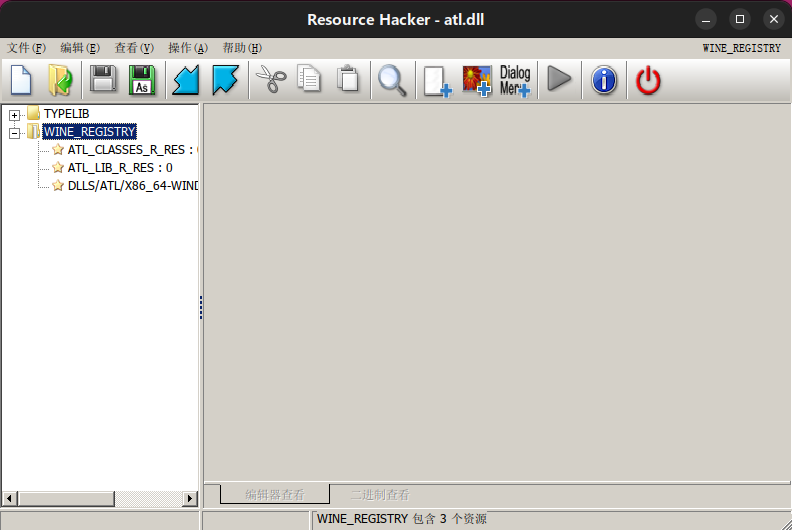 Resource Hacker - atl.dll
文件(F) 编辑(E) 查看(V) 操作(A) 帮助(H) WINE_REGISTRY
As
Dialog
Mer
TYPELIB
WINE_REGISTRY
ATL_CLASSES_R_RES : 0
ATL_LIB_R_RES : 0
DLLS/ATL/X86_64-WIND
编辑器查看 二进制查看
WINE_REGISTRY 包含 3 个资源